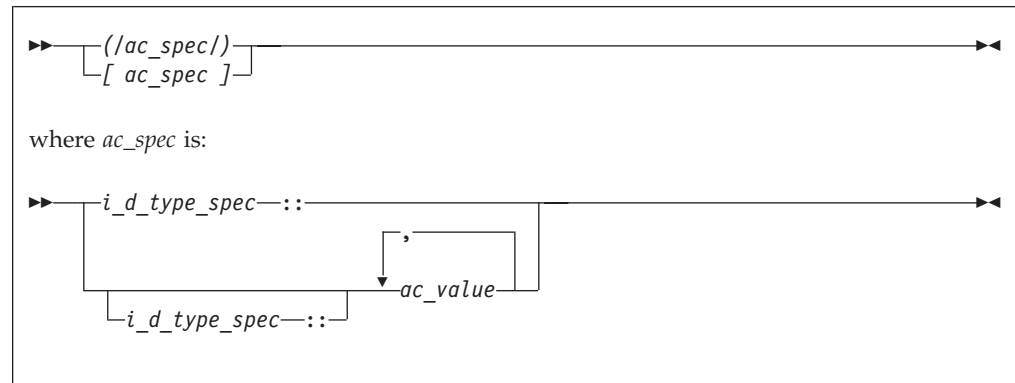 (/ac_spec/)
[ ac_spec ]
where ac_spec is:
i_d_type_spec ::
,
ac_value
i_d_type_spec ::